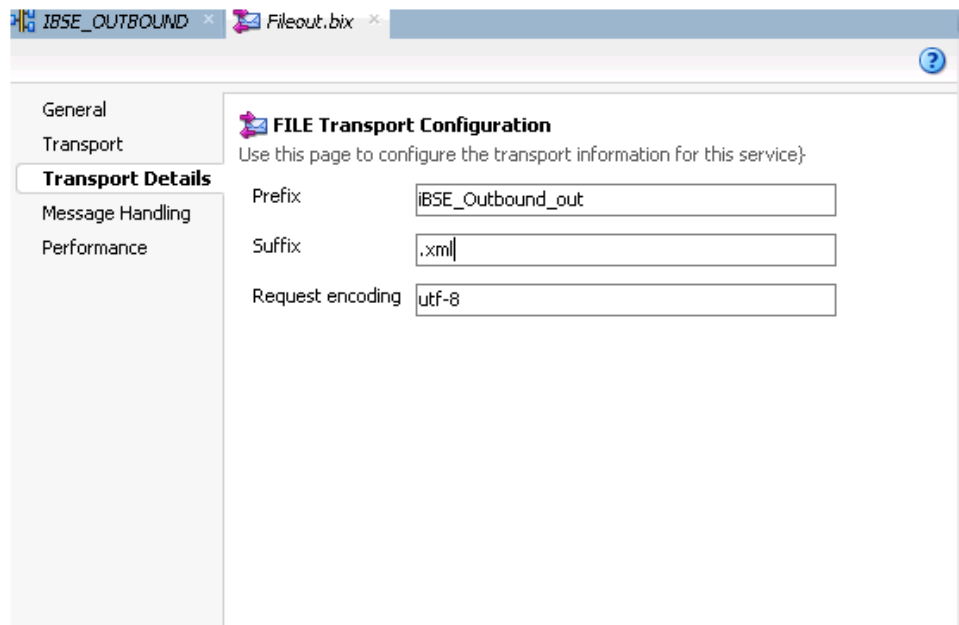 IBSE_OUTBOUND
Fileout.bix
?
General
Transport
Transport Details
Message Handling
Performance
FILE Transport Configuration
Use this page to configure the transport information for this service}
Prefix iBSE_Outbound_out
Suffix .xml
Request encoding utf-8